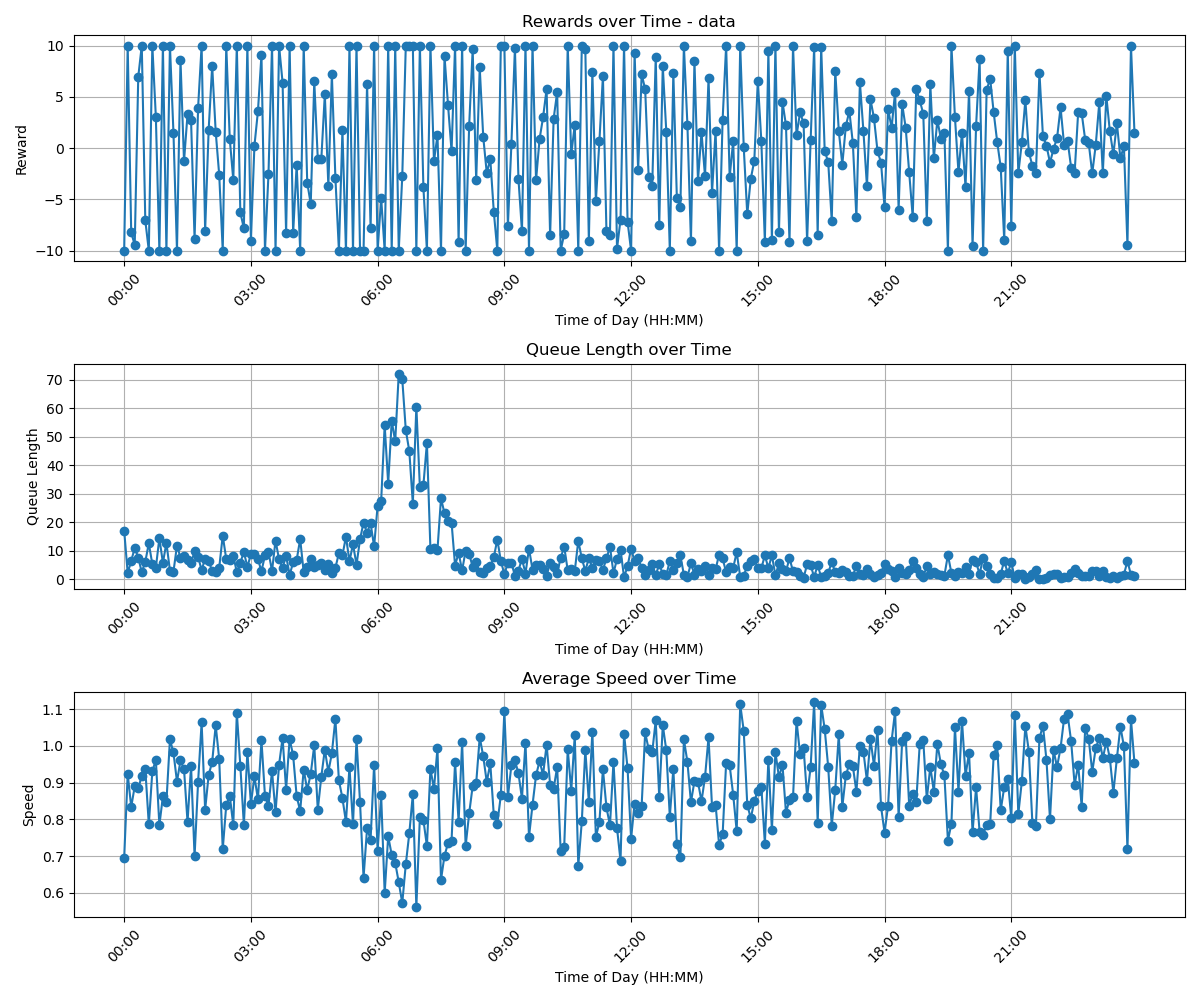 Rewards over Time - data
10
5
0
−5
−10
Reward
00:00 03:00 06:00 09:00 12:00 15:00 18:00 21:00
Time of Day (HH:MM)
Queue Length over Time
70
60
50
40
30
20
10
0
Queue Length
00:00 03:00 06:00 09:00 12:00 15:00 18:00 21:00
Time of Day (HH:MM)
Average Speed over Time
1.1
1.0
0.9
0.8
0.7
0.6
Speed
00:00 03:00 06:00 09:00 12:00 15:00 18:00 21:00
Time of Day (HH:MM)